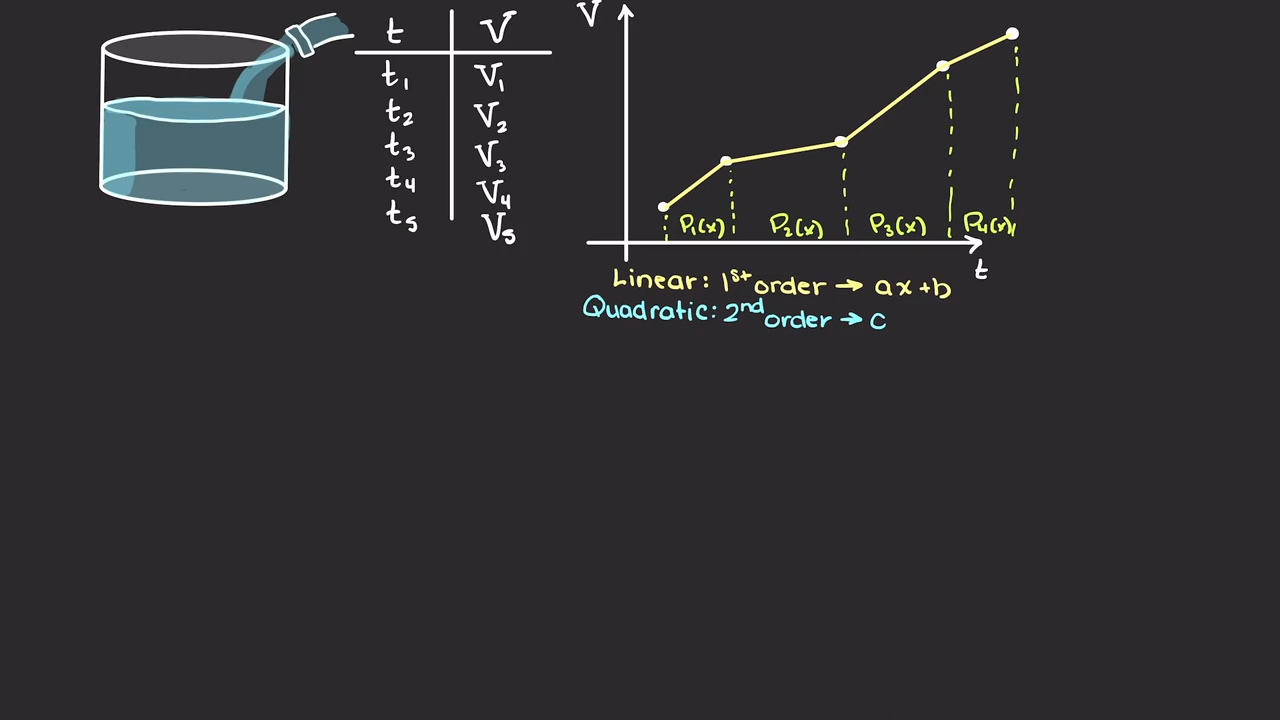 t V
t₁ V₁
t₂ V₂
t₃ V₃
t₄ V₄
t₅ V₅
V
P₁(x) P₂(x) P₃(x) P₄(x)
t
Linear: 1st order → ax+b
Quadratic: 2nd order → c